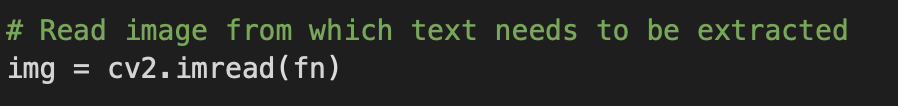 # Read image from which text needs to be extracted
img = cv2.imread(fn)